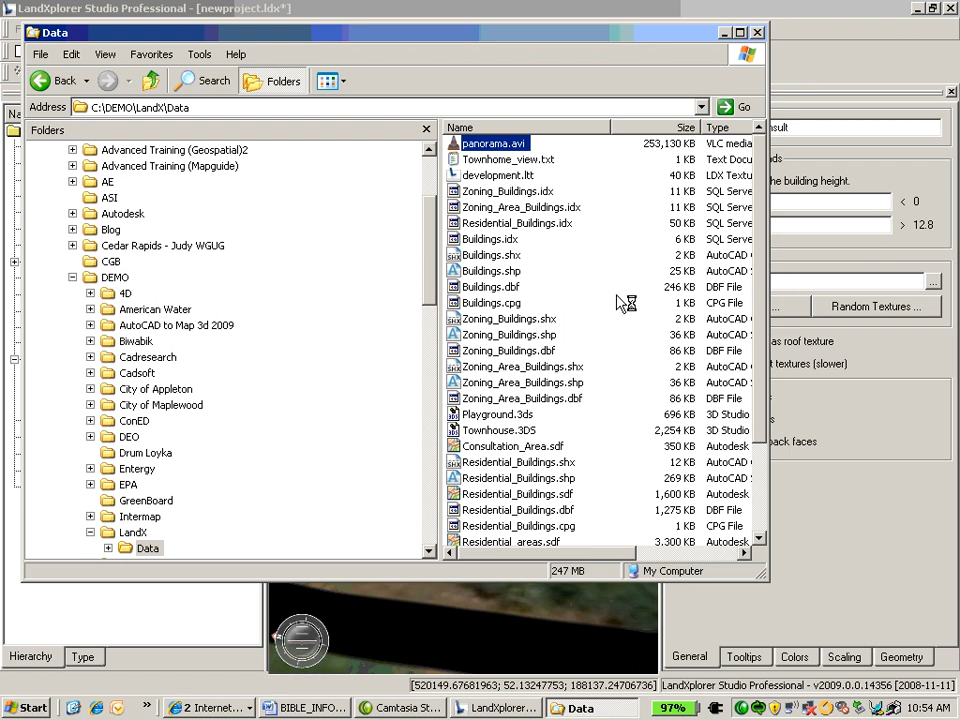 LandXplorer Studio Professional - [newproject.ldx*]
Data
File Edit View Favorites Tools Help
Back Search Folders
Address C:\DEMO\LandX\Data Go
Folders
Advanced Training (Geospatial)2
Advanced Training (Mapguide)
AE
ASI
Autodesk
Blog
Cedar Rapids - Judy WGUG
CGB
DEMO
4D
American Water
AutoCAD to Map 3d 2009
Biwabik
Cadresearch
Cadsoft
City of Appleton
City of Maplewood
ConED
DEO
Drum Loyka
Entergy
EPA
GreenBoard
Intermap
LandX
Data
Name Size Type
panorama.avi 253,130 KB VLC media
Townhome_view.txt 1 KB Text Docu
development.ltt 40 KB LDX Textu
Zoning_Buildings.idx 11 KB SQL Serve
Zoning_Area_Buildings.idx 11 KB SQL Serve
Residential_Buildings.idx 50 KB SQL Serve
Buildings.idx 6 KB SQL Serve
Buildings.shx 2 KB AutoCAD
Buildings.shp 25 KB AutoCAD
Buildings.dbf 246 KB DBF File
Buildings.cpg 1 KB CPG File
Zoning_Buildings.shx 2 KB AutoCAD
Zoning_Buildings.shp 36 KB AutoCAD
Zoning_Buildings.dbf 86 KB DBF File
Zoning_Area_Buildings.shx 2 KB AutoCAD
Zoning_Area_Buildings.shp 36 KB AutoCAD
Zoning_Area_Buildings.dbf 86 KB DBF File
Playground.3ds 696 KB 3D Studio
Townhouse.3DS 2,254 KB 3D Studio
Consultation_Area.sdf 350 KB Autodesk
Residential_Buildings.shx 12 KB AutoCAD
Residential_Buildings.shp 269 KB AutoCAD
Residential_Buildings.sdf 1,600 KB Autodesk
Residential_Buildings.dbf 1,275 KB DBF File
Residential_Buildings.cpg 1 KB CPG File
Residential_areas.sdf 3,300 KB Autodesk
247 MB My Computer
sult
ds
the building height.
< 0
> 12.8
...
... Random Textures ...
as roof texture
t textures (slower)
ack faces
Hierarchy Type
General Tooltips Colors Scaling Geometry
[520149.67681963; 52.13247753; 188137.24706736] LandXplorer Studio Professional - v2009.0.0.14356 [2008-11-11]
Start 2 Internet... BIBLE_INFO... Camtasia St... LandXplorer... Data 97% 10:54 AM